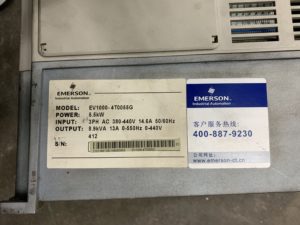 EMERSON
Industrial Automation
MODEL: EV1000-4T0055G
POWER: 5.5kW
INPUT: 3PH AC 380-440V 14.6A 50/60Hz
OUTPUT: 8.5kVA 13A 0-650Hz 0-440V
412
S/N:
EMERSON
Industrial Automation
客户服务热线:
400-887-9230
www.emerson-ct.cn